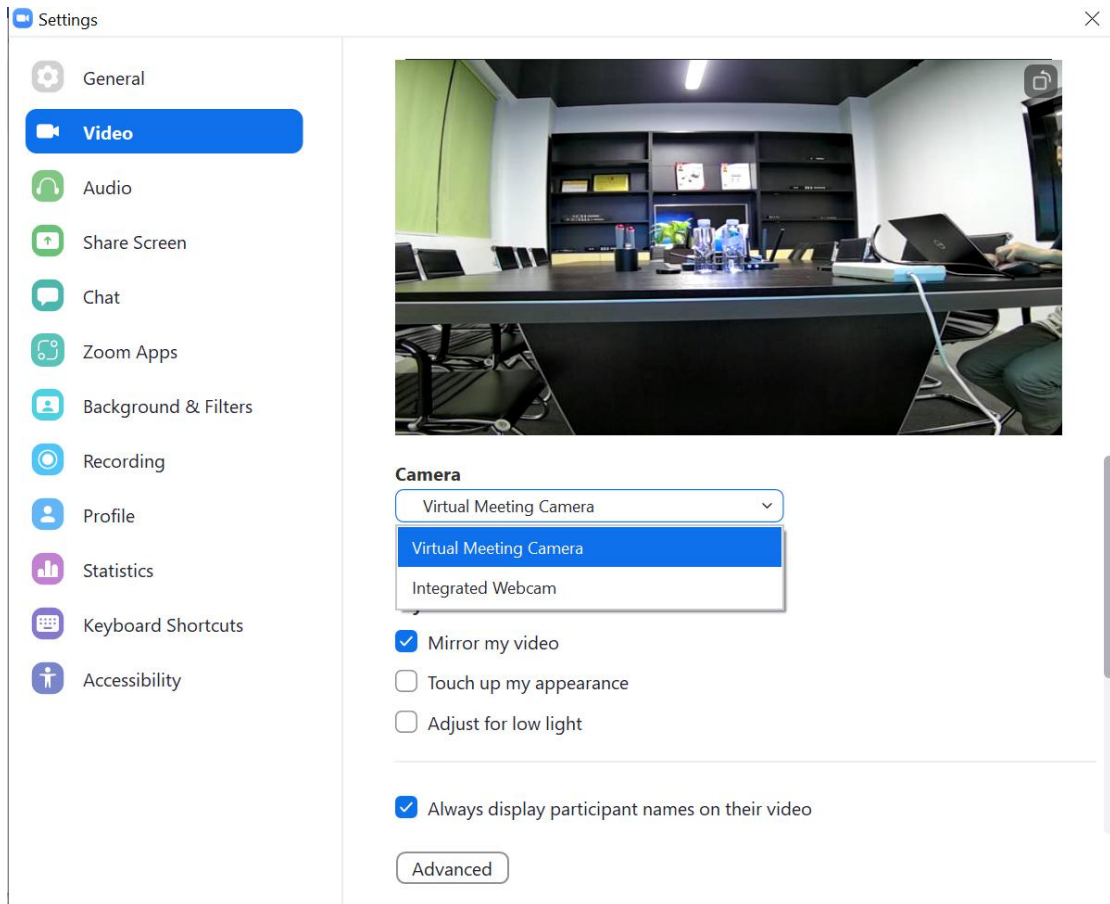 Settings
General
Video
Audio
Share Screen
Chat
Zoom Apps
Background & Filters
Recording
Profile
Statistics
Keyboard Shortcuts
Accessibility
Camera
Virtual Meeting Camera
Virtual Meeting Camera
Integrated Webcam
Mirror my video
Touch up my appearance
Adjust for low light
Always display participant names on their video
Advanced